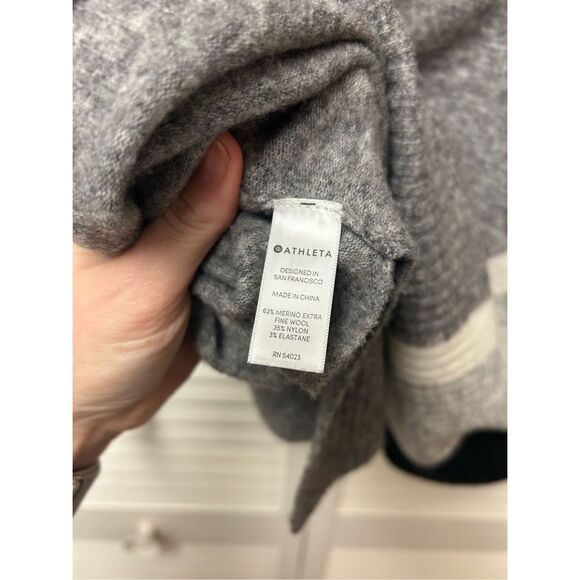 ATHLETA
DESIGNED IN
SAN FRANCISCO
MADE IN CHINA
62% MERINO EXTRA
FINE WOOL
35% NYLON
3% ELASTANE
RN 54023